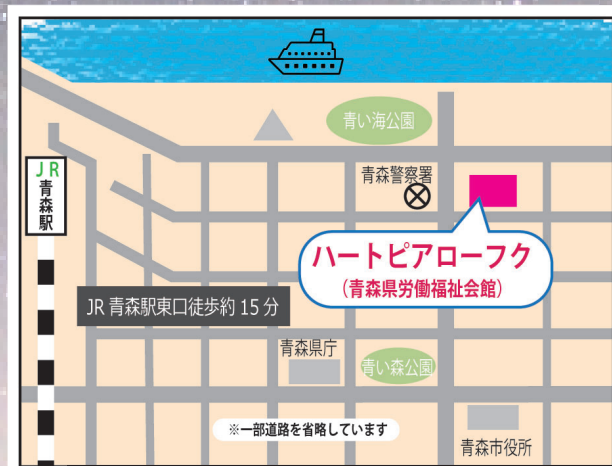 青い海公園
JR
青森駅
青森警察署
ハートピアローフク
(青森県労働福祉会館)
JR 青森駅東口徒歩約 15 分
青森県庁
青い森公園
※一部道路を省略しています
青森市役所